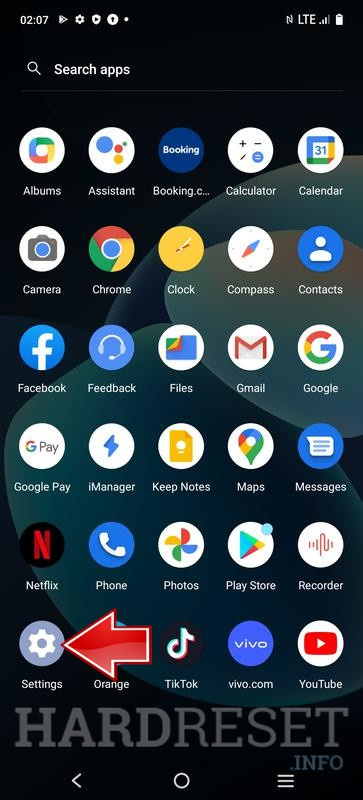 02:07 LTE
Search apps
Booking
31
Albums Assistant Booking.c... Calculator Calendar
Camera Chrome Clock Compass Contacts
Facebook Feedback Files Gmail Google
G Pay
Google Pay iManager Keep Notes Maps Messages
Netflix Phone Photos Play Store Recorder
vivo
Settings Orange TikTok vivo.com YouTube
HARDRESET
.INFO